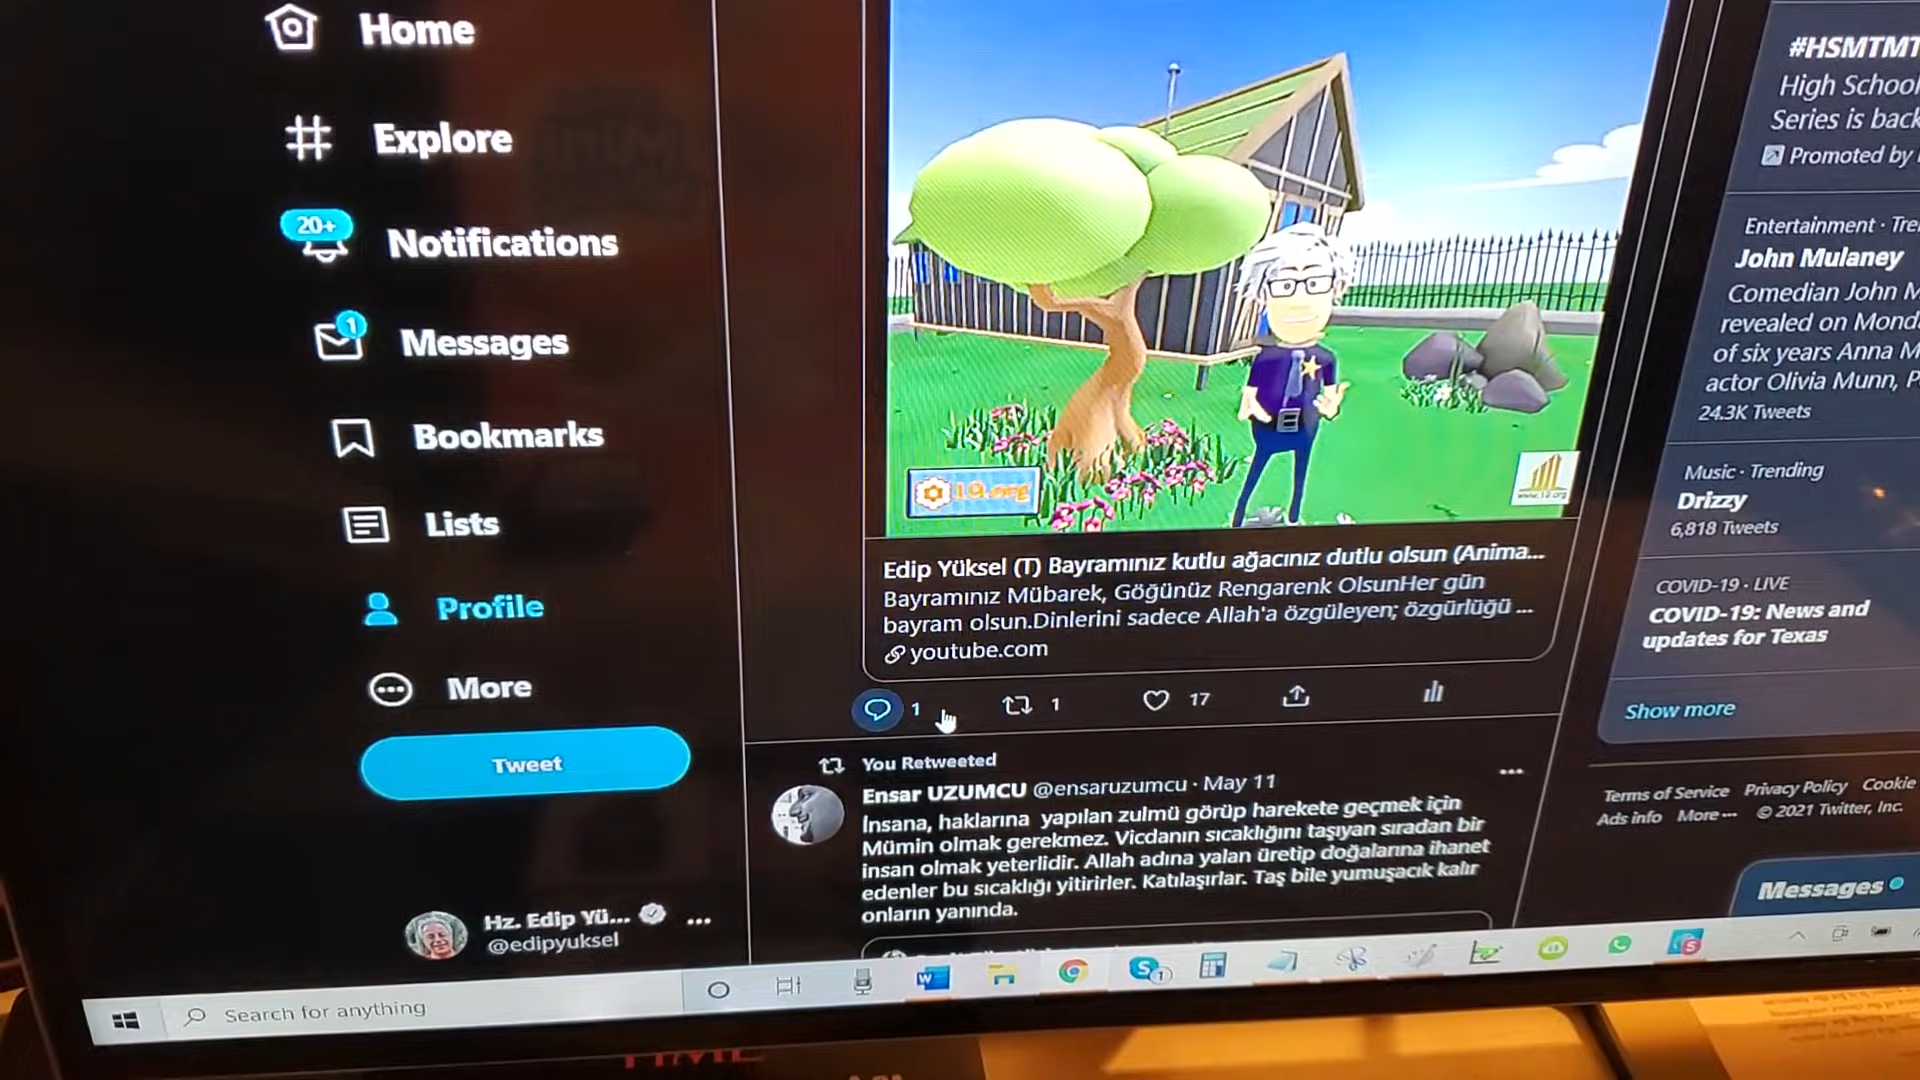 Home
Explore
20+
Notifications
1
Messages
Bookmarks
Lists
Profile
More
Tweet
Hz. Edip Yü...
@edipyuksel
19.org
www.19.org
Edip Yüksel (T) Bayramınız kutlu ağacınız dutlu olsun (Anima...
Bayramınız Mübarek, Göğünüz Rengarenk OlsunHer gün
bayram olsun.Dinlerini sadece Allah'a özgüleyen; özgürlüğü ...
youtube.com
1
1
17
You Retweeted
Ensar UZUMCU @ensaruzumcu · May 11
İnsana, haklarına yapılan zulmü görüp harekete geçmek için
Mümin olmak gerekmez. Vicdanın sıcaklığını taşıyan sıradan bir
insan olmak yeterlidir. Allah adına yalan üretip doğalarına ihanet
edenler bu sıcaklığı yitirirler. Katılaşırlar. Taş bile yumuşacık kalır
onların yanında.
#HSMTMT
High School
Series is back
Promoted by
Entertainment · Tre
John Mulaney
Comedian John M
revealed on Mond
of six years Anna M
actor Olivia Munn, P
24.3K Tweets
Music · Trending
Drizzy
6,818 Tweets
COVID-19 · LIVE
COVID-19: News and
updates for Texas
Show more
Terms of Service Privacy Policy Cookie
Ads info More ··· © 2021 Twitter, Inc.
Messages
Search for anything